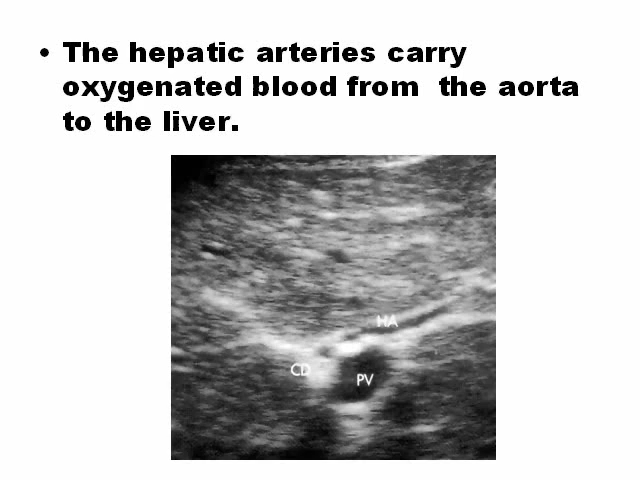 • The hepatic arteries carry
oxygenated blood from the aorta
to the liver.
HA
CD
PV